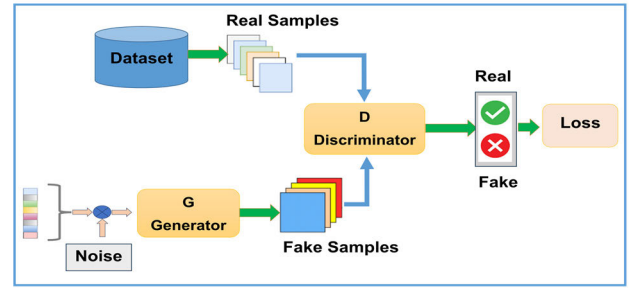 Real Samples
Dataset
Real
D
Discriminator
Loss
Fake
G
Generator
Fake Samples
Noise